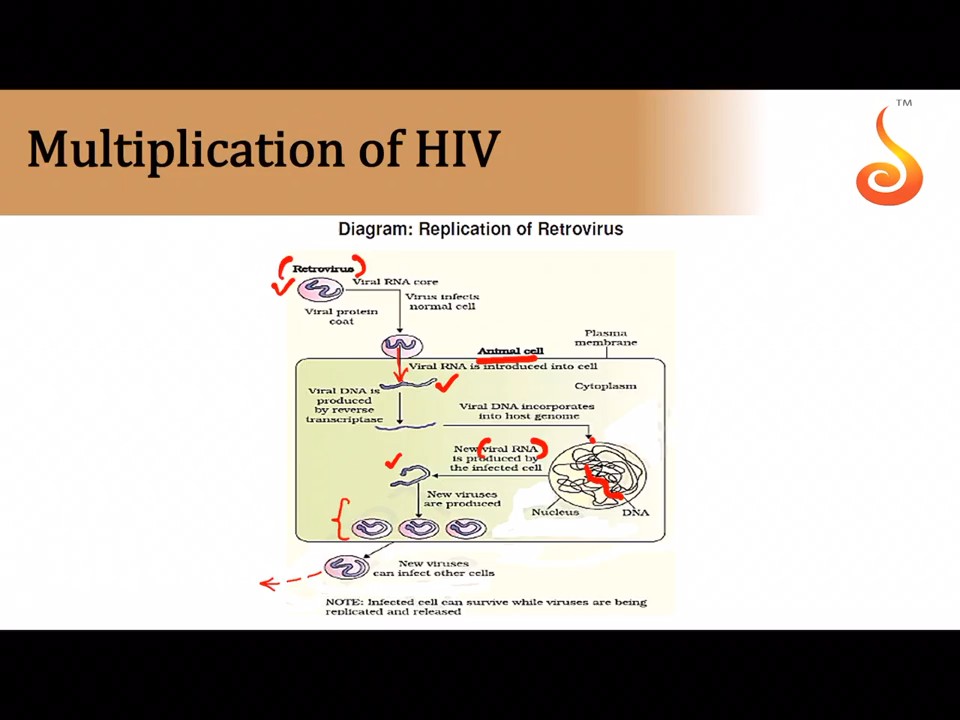 TM
Multiplication of HIV
Diagram: Replication of Retrovirus
Retrovirus
Viral RNA core
Virus infects
normal cell
Viral protein
coat
Plasma
membrane
Animal cell
Viral RNA is introduced into cell
Cytoplasm
Viral DNA is
produced
by reverse
transcriptase
Viral DNA incorporates
into host genome
New viral RNA
is produced by
the infected cell
New viruses
are produced
Nucleus
DNA
New viruses
can infect other cells
NOTE: Infected cell can survive while viruses are being
replicated and released